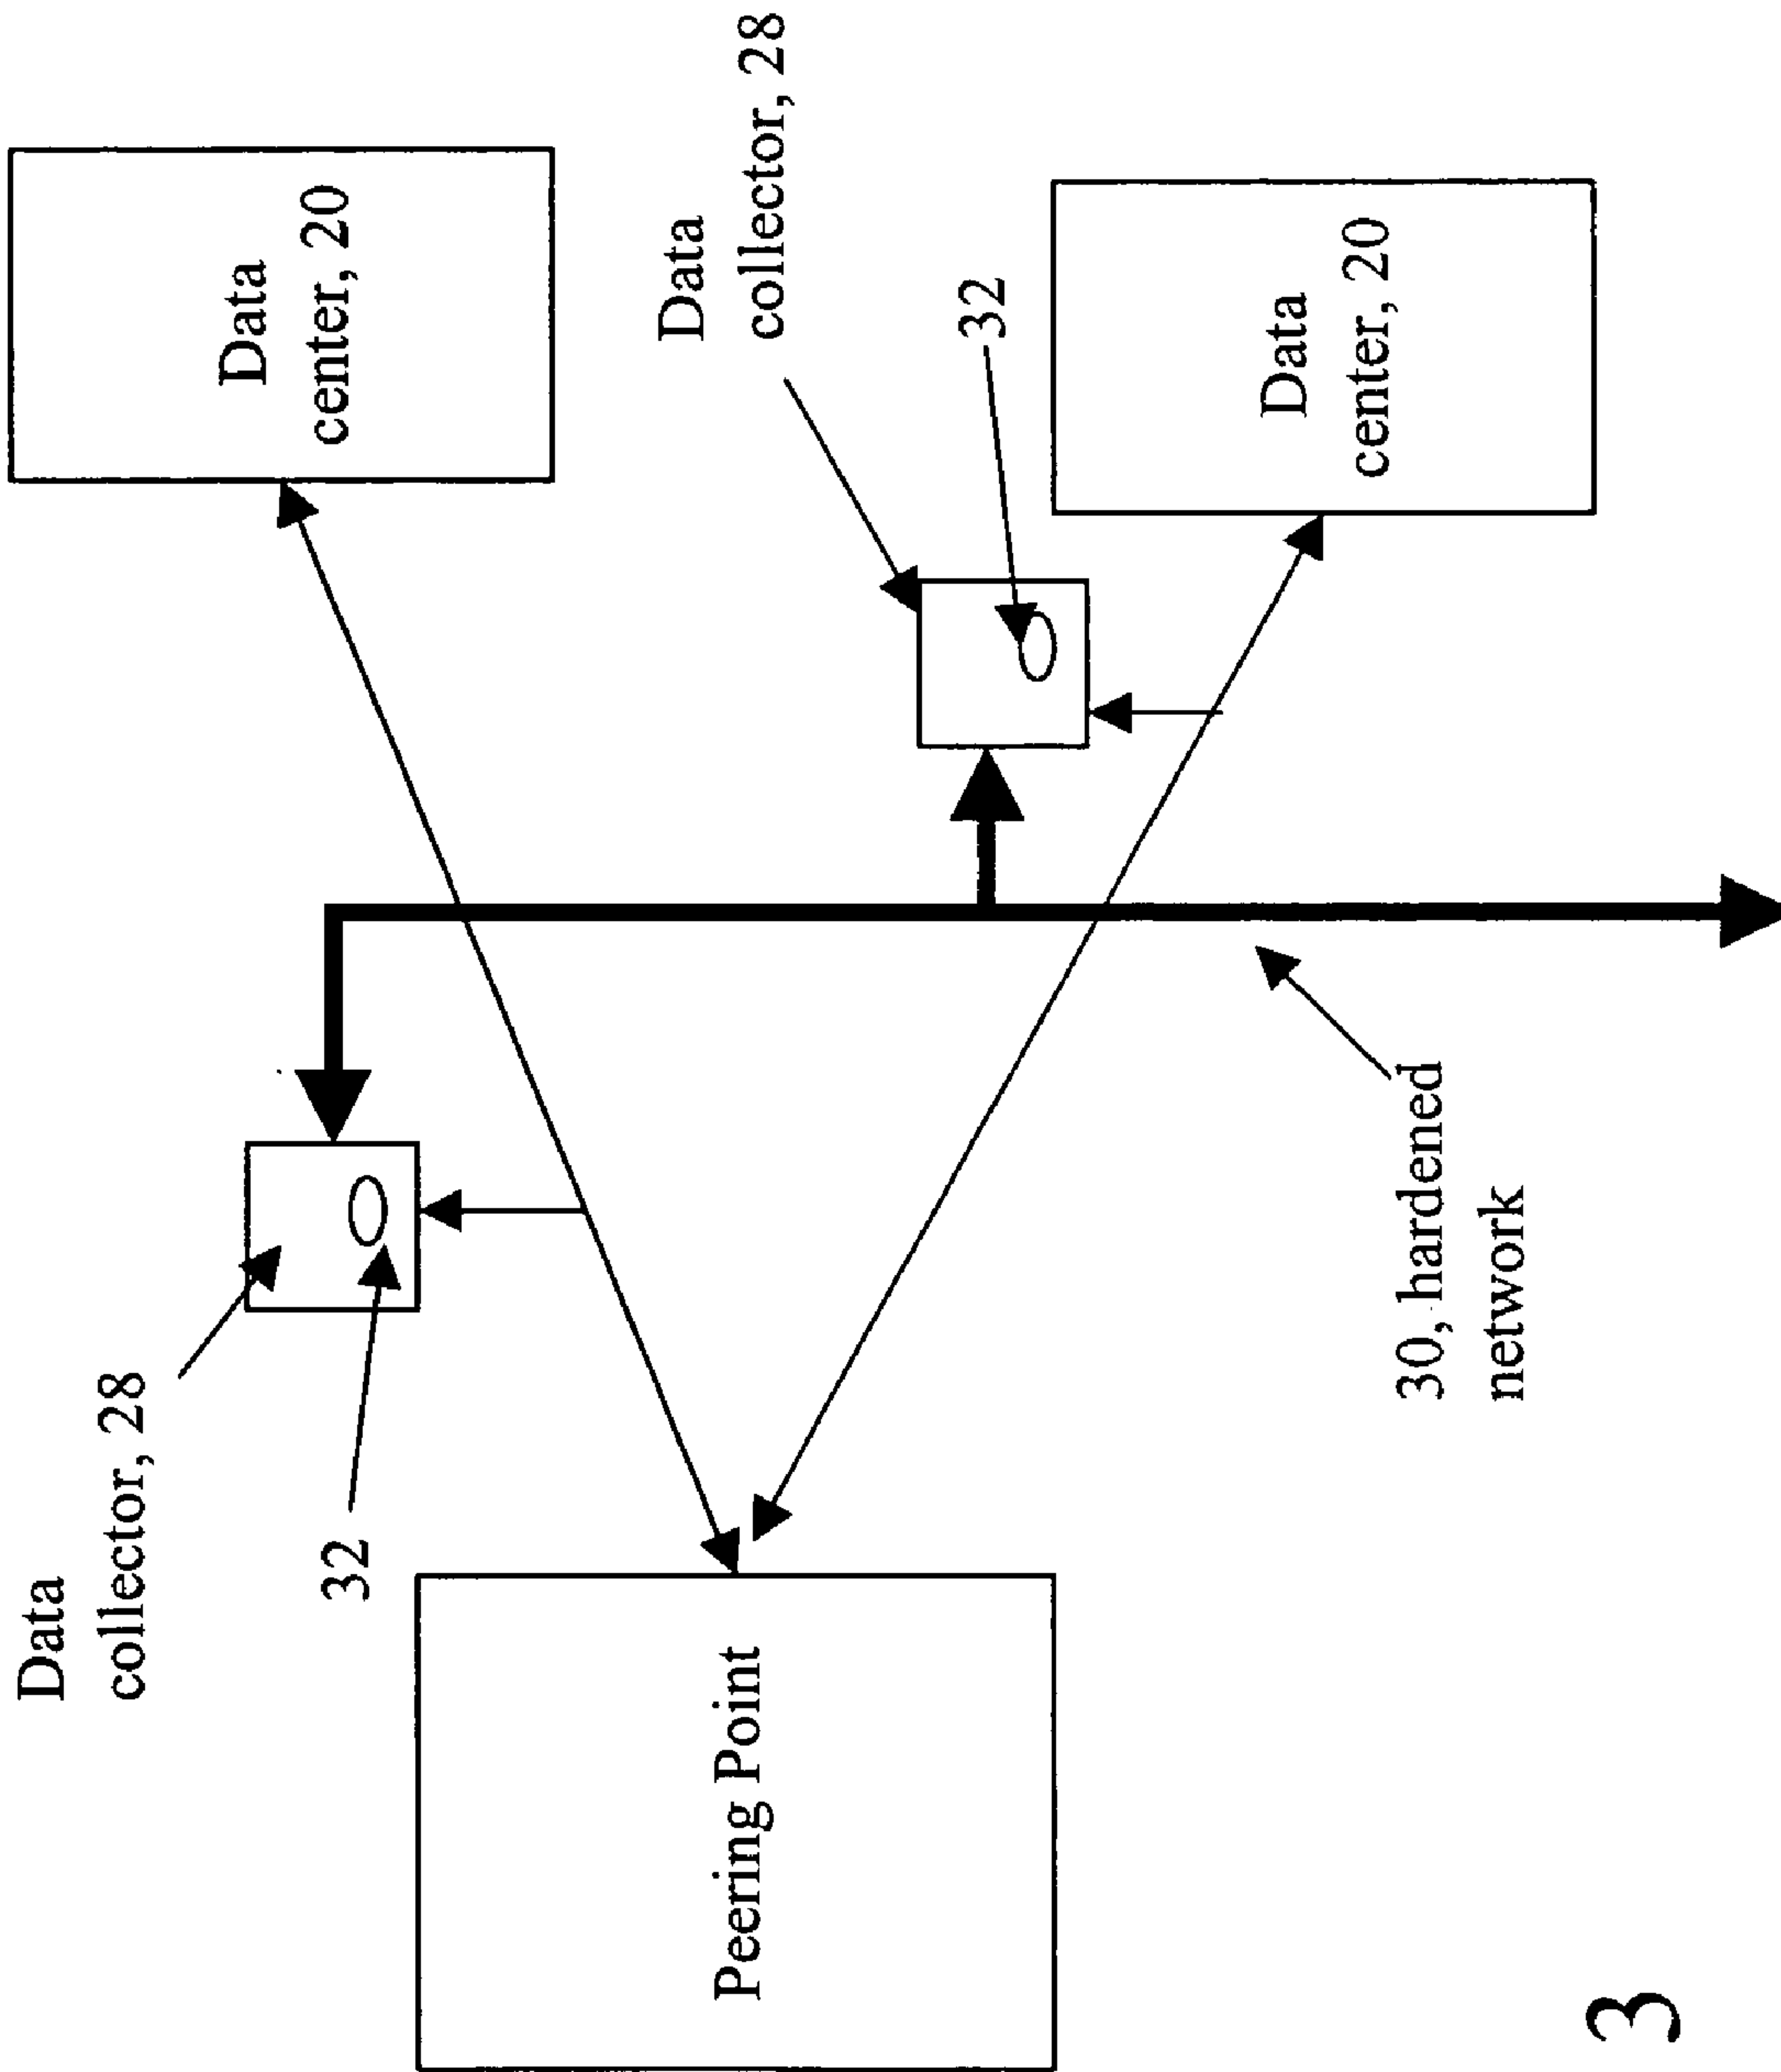 Data
collector, 28
Data
center, 20
32
Data
collector, 28
Peering Point
32
Data
center, 20
30, hardened
network
3